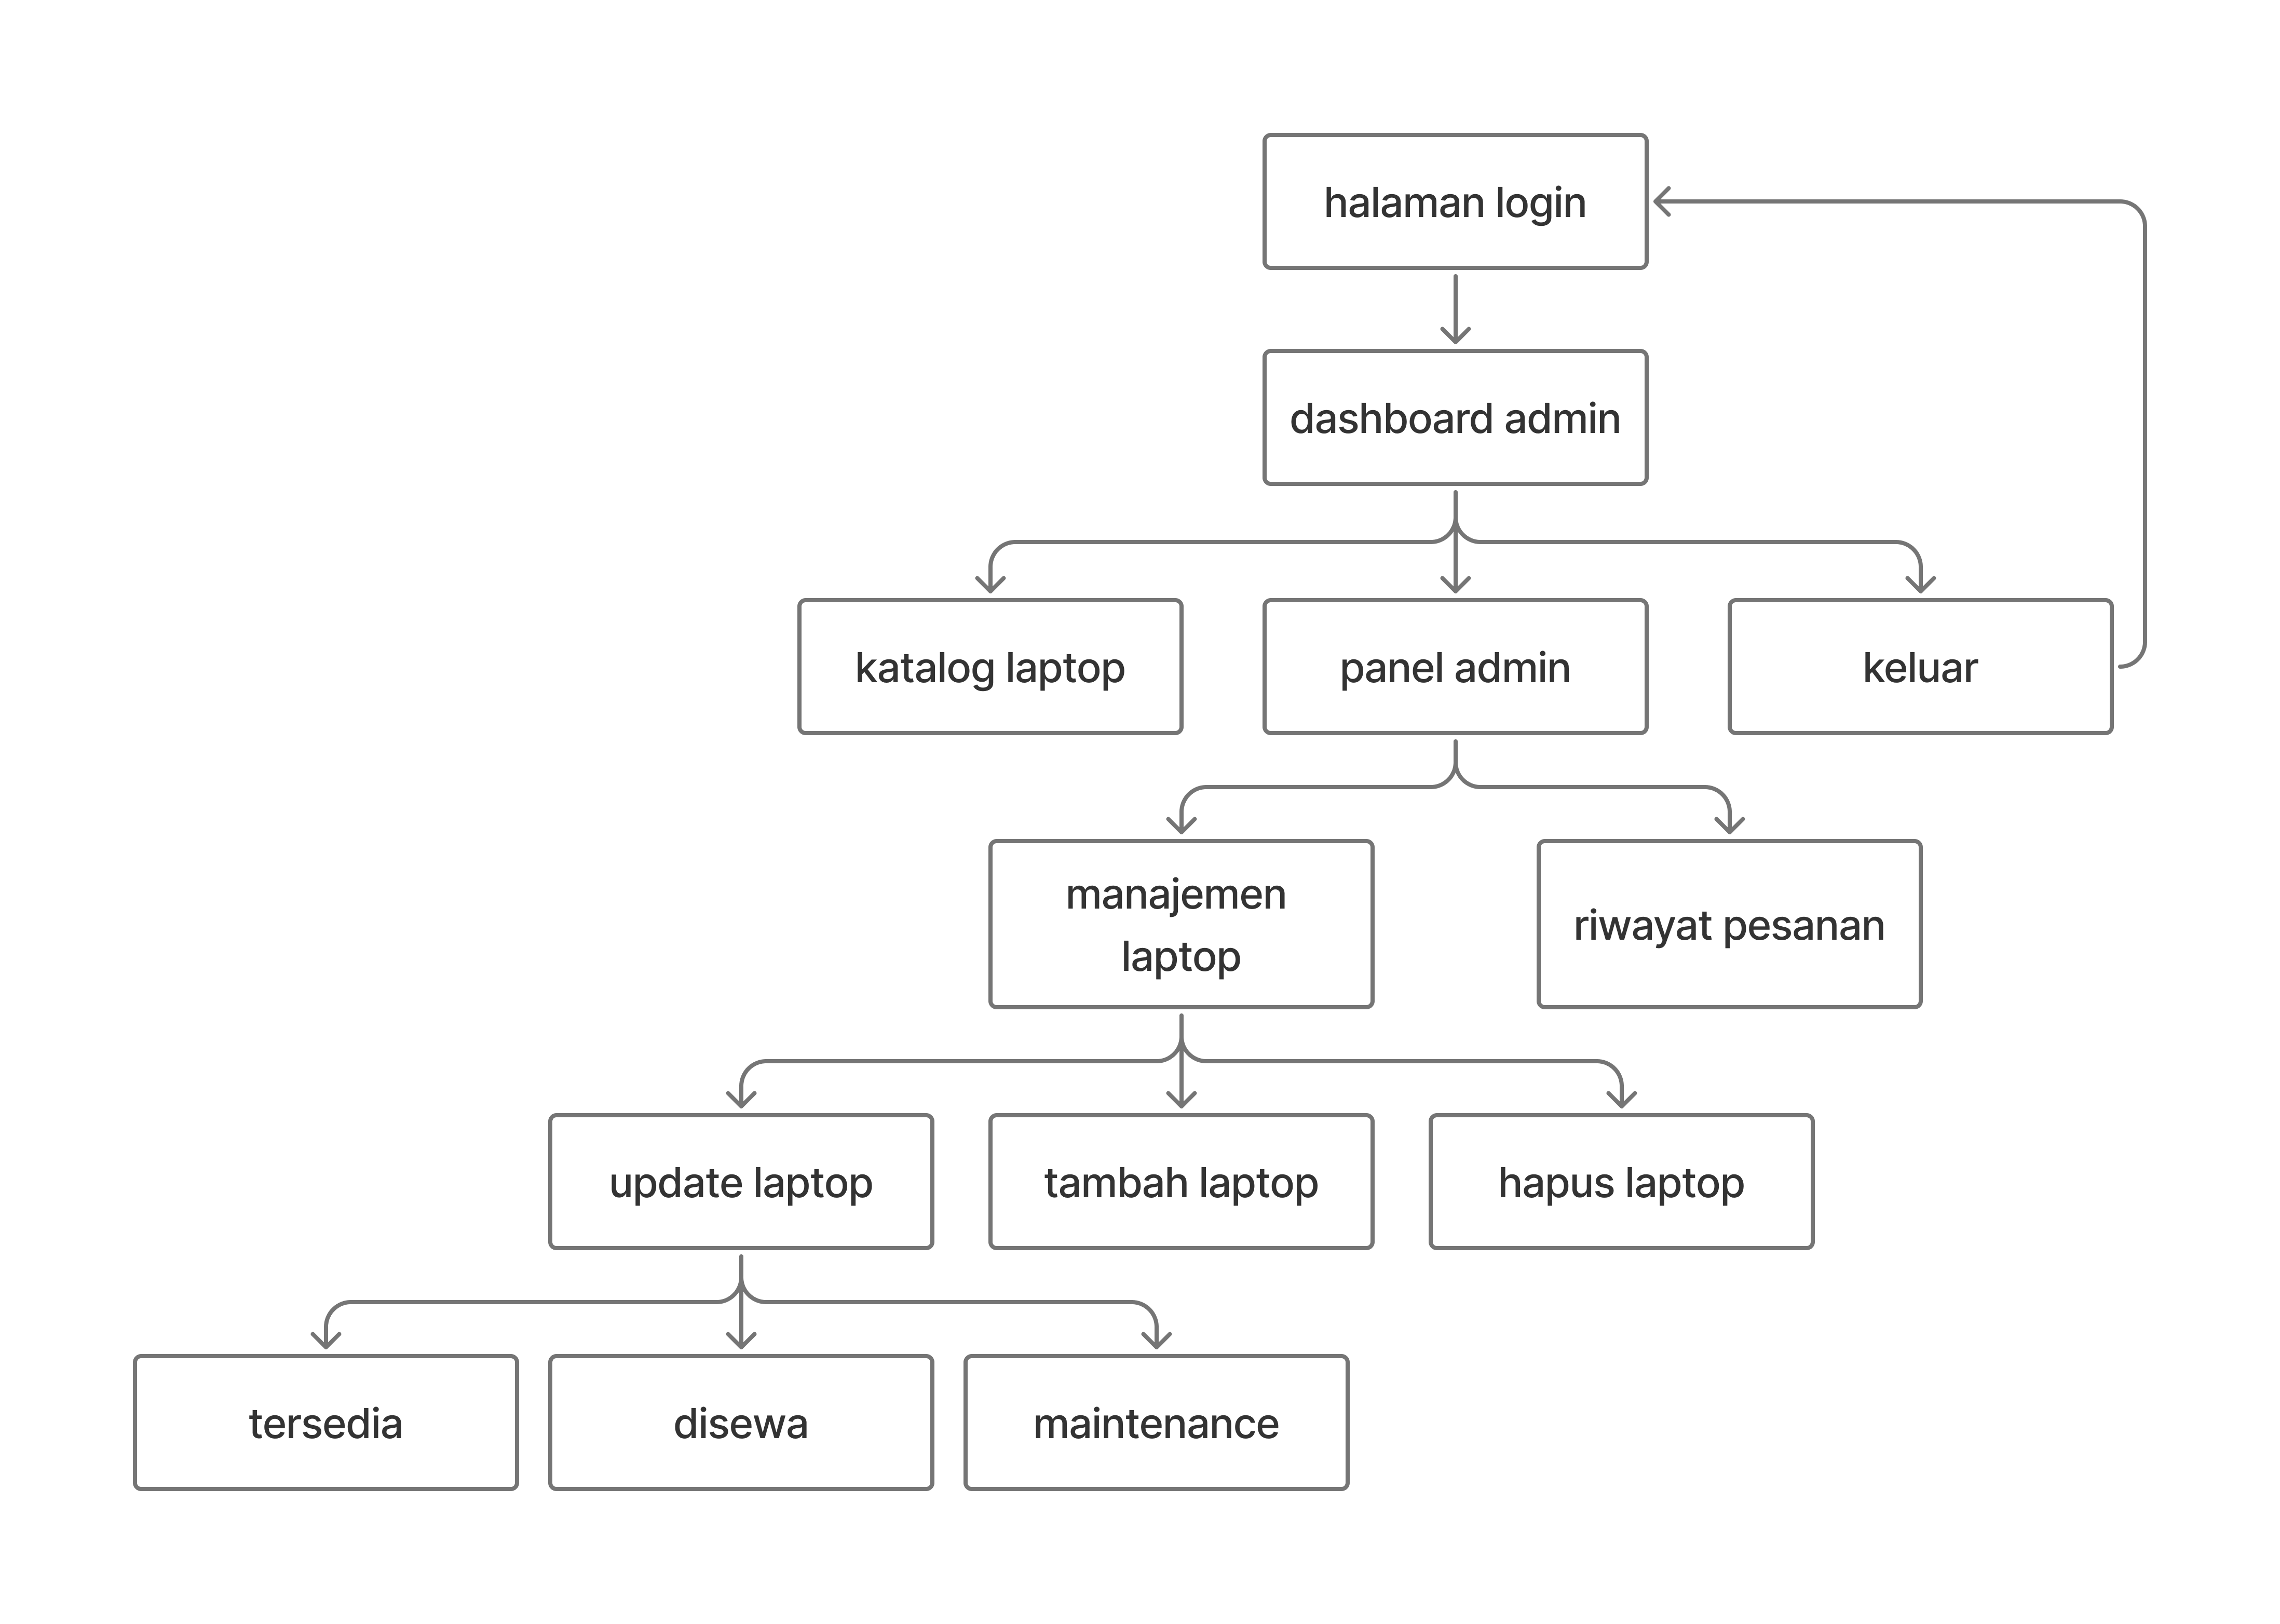 halaman login
dashboard admin
katalog laptop
panel admin
keluar
manajemen
laptop
riwayat pesanan
update laptop
tambah laptop
hapus laptop
tersedia
disewa
maintenance